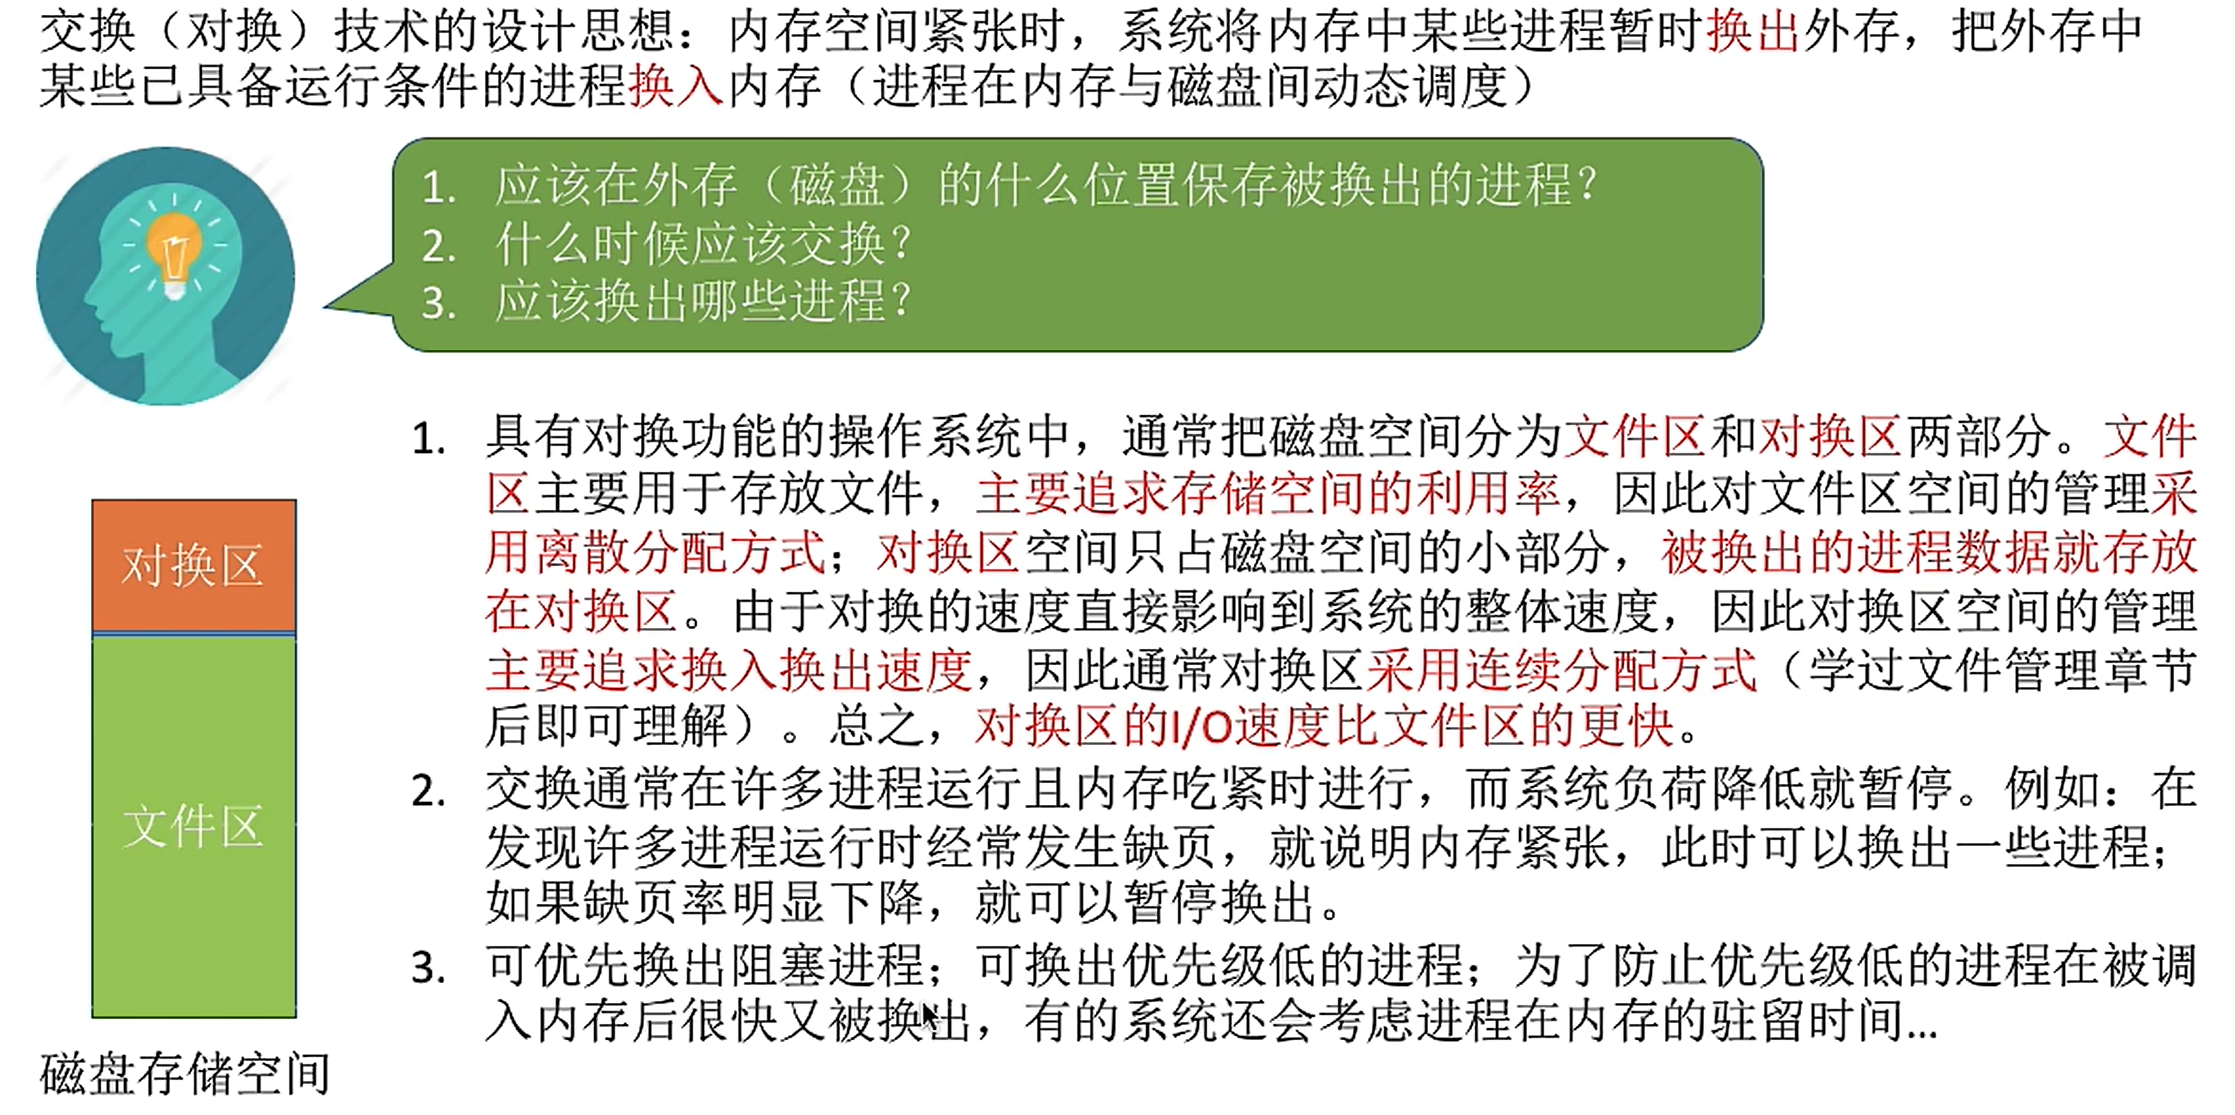 交换（对换）技术的设计思想：内存空间紧张时，系统将内存中某些进程暂时换出外存，把外存中
某些已具备运行条件的进程换入内存（进程在内存与磁盘间动态调度）
1. 应该在外存（磁盘）的什么位置保存被换出的进程？
2. 什么时候应该交换？
3. 应该换出哪些进程？
对换区
文件区
磁盘存储空间
1. 具有对换功能的操作系统中，通常把磁盘空间分为文件区和对换区两部分。文件
区主要用于存放文件，主要追求存储空间的利用率，因此对文件区空间的管理采
用离散分配方式；对换区空间只占磁盘空间的小部分，被换出的进程数据就存放
在对换区。由于对换的速度直接影响到系统的整体速度，因此对换区空间的管理
主要追求换入换出速度，因此通常对换区采用连续分配方式（学过文件管理章节
后即可理解）。总之，对换区的I/O速度比文件区的更快。
2. 交换通常在许多进程运行且内存吃紧时进行，而系统负荷降低就暂停。例如：在
发现许多进程运行时经常发生缺页，就说明内存紧张，此时可以换出一些进程；
如果缺页率明显下降，就可以暂停换出。
3. 可优先换出阻塞进程；可换出优先级低的进程；为了防止优先级低的进程在被调
入内存后很快又被换出，有的系统还会考虑进程在内存的驻留时间...